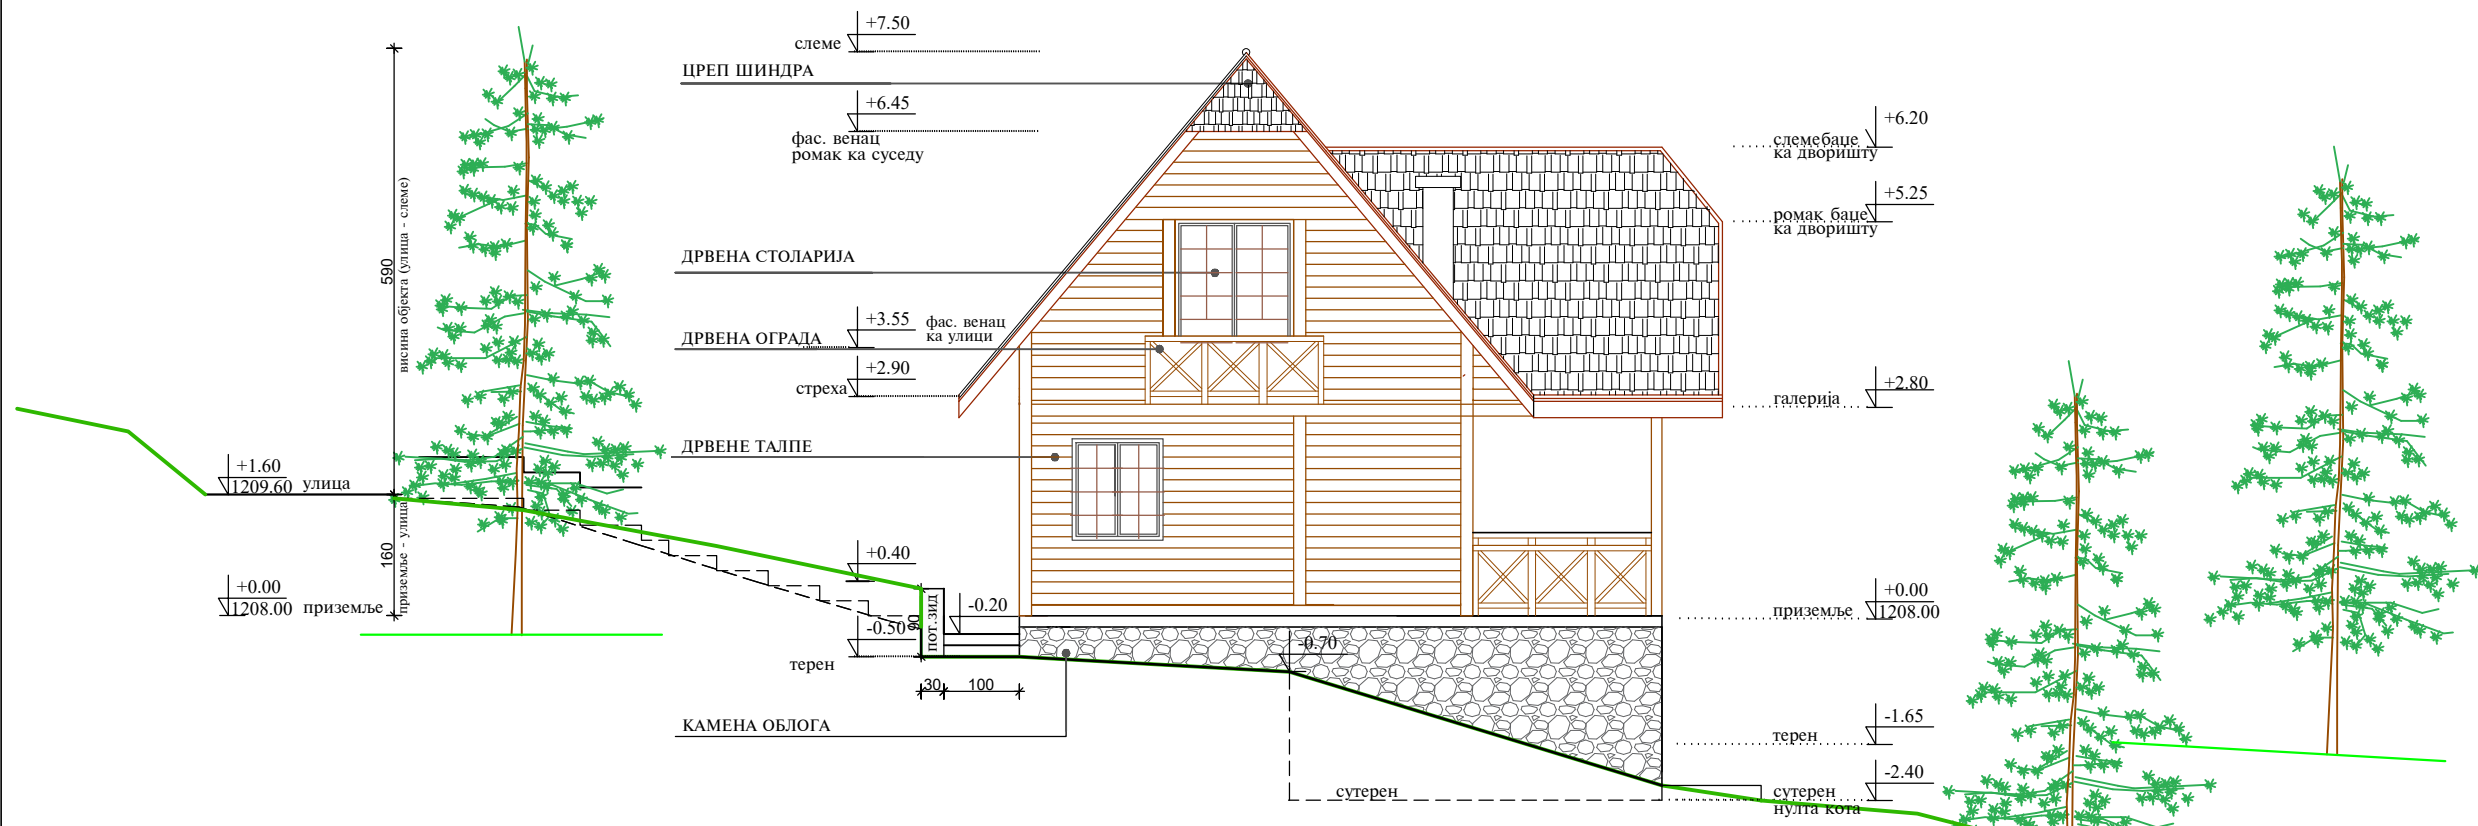 +7.50
слеме
ЦРЕП ШИНДРА
+6.45
фас. венац
ромак ка суседу
ДРВЕНА СТОЛАРИЈА
+3.55
фас. венац
ка улици
ДРВЕНА ОГРАДА
+2.90
стреха
ДРВЕНЕ ТАЛПЕ
590
висина објекта (улица - слеме)
+1.60
1209.60 улица
160
приземље - улица
+0.00
1208.00 приземље
+0.40
-0.50
90
пот.зид
-0.20
терен
30
100
КАМЕНА ОБЛОГА
-0.70
сутерен
+6.20
слемебаџе
ка дворишту
+5.25
ромак баџе
ка дворишту
+2.80
галерија
+0.00
приземље 1208.00
-1.65
терен
-2.40
сутерен
нулта кота